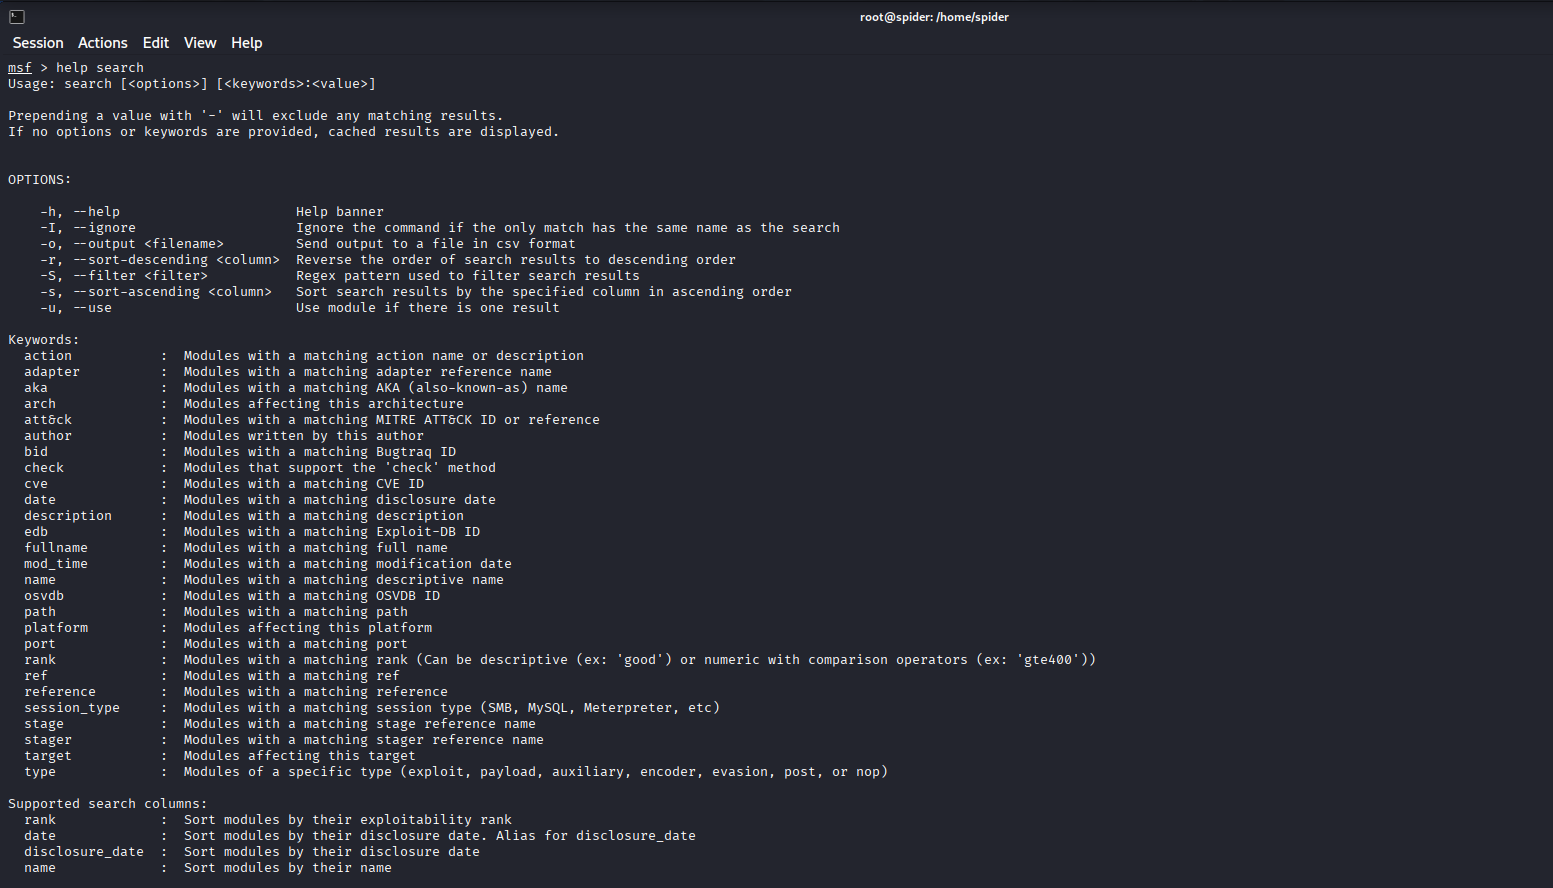 root@spider: /home/spider
Session Actions Edit View Help
msf > help search
Usage: search [<options>] [<keywords>:<value>]
Prepending a value with '-' will exclude any matching results.
If no options or keywords are provided, cached results are displayed.
OPTIONS:
-h, --help Help banner
-I, --ignore Ignore the command if the only match has the same name as the search
-o, --output <filename> Send output to a file in csv format
-r, --sort-descending <column> Reverse the order of search results to descending order
-S, --filter <filter> Regex pattern used to filter search results
-s, --sort-ascending <column> Sort search results by the specified column in ascending order
-u, --use Use module if there is one result
Keywords:
action : Modules with a matching action name or description
adapter : Modules with a matching adapter reference name
aka : Modules with a matching AKA (also-known-as) name
arch : Modules affecting this architecture
att&ck : Modules with a matching MITRE ATT&CK ID or reference
author : Modules written by this author
bid : Modules with a matching Bugtraq ID
check : Modules that support the 'check' method
cve : Modules with a matching CVE ID
date : Modules with a matching disclosure date
description : Modules with a matching description
edb : Modules with a matching Exploit-DB ID
fullname : Modules with a matching full name
mod_time : Modules with a matching modification date
name : Modules with a matching descriptive name
osvdb : Modules with a matching OSVDB ID
path : Modules with a matching path
platform : Modules affecting this platform
port : Modules with a matching port
rank : Modules with a matching rank (Can be descriptive (ex: 'good') or numeric with comparison operators (ex: 'gte400'))
ref : Modules with a matching ref
reference : Modules with a matching reference
session_type : Modules with a matching session type (SMB, MySQL, Meterpreter, etc)
stage : Modules with a matching stage reference name
stager : Modules with a matching stager reference name
target : Modules affecting this target
type : Modules of a specific type (exploit, payload, auxiliary, encoder, evasion, post, or nop)
Supported search columns:
rank : Sort modules by their exploitability rank
date : Sort modules by their disclosure date. Alias for disclosure_date
disclosure_date : Sort modules by their disclosure date
name : Sort modules by their name